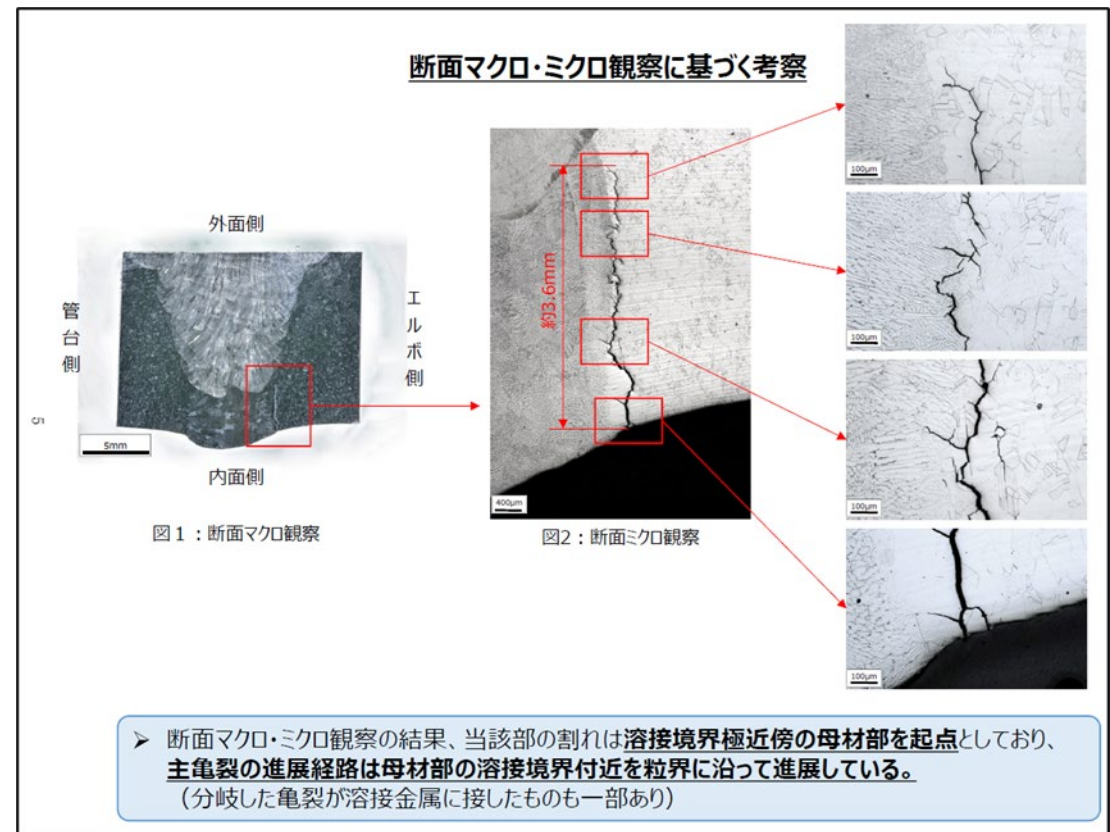 断面マクロ・ミクロ観察に基づく考察
外面側
管台側
エルボ側
5mm
内面側
図1：断面マクロ観察
約3.6mm
400μm
図2：断面ミクロ観察
100μm
100μm
100μm
100μm
5
➢ 断面マクロ・ミクロ観察の結果、当該部の割れは溶接境界極近傍の母材部を起点としており、
主亀裂の進展経路は母材部の溶接境界付近を粒界に沿って進展している。
（分岐した亀裂が溶接金属に接したものも一部あり）